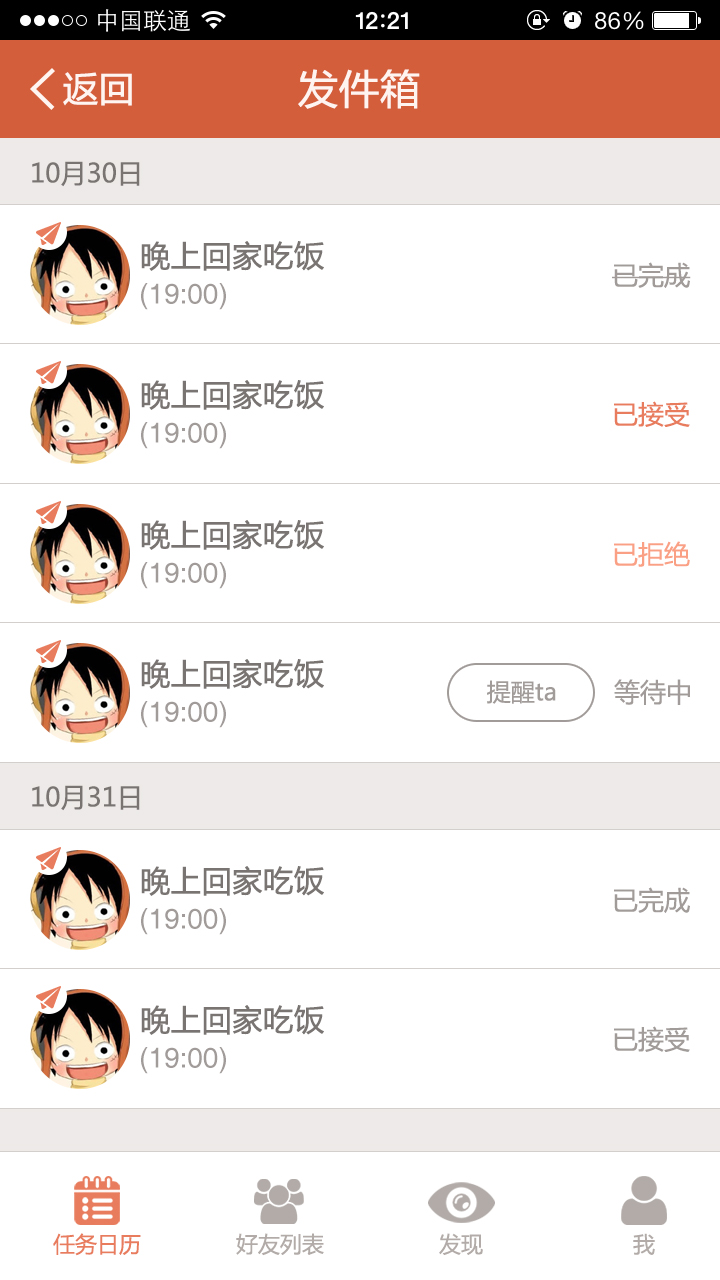 中国联通 12:21 86%
返回 发件箱
10月30日
晚上回家吃饭
(19:00)
已完成
晚上回家吃饭
(19:00)
已接受
晚上回家吃饭
(19:00)
已拒绝
晚上回家吃饭
(19:00)
提醒ta 等待中
10月31日
晚上回家吃饭
(19:00)
已完成
晚上回家吃饭
(19:00)
已接受
任务日历 好友列表 发现 我